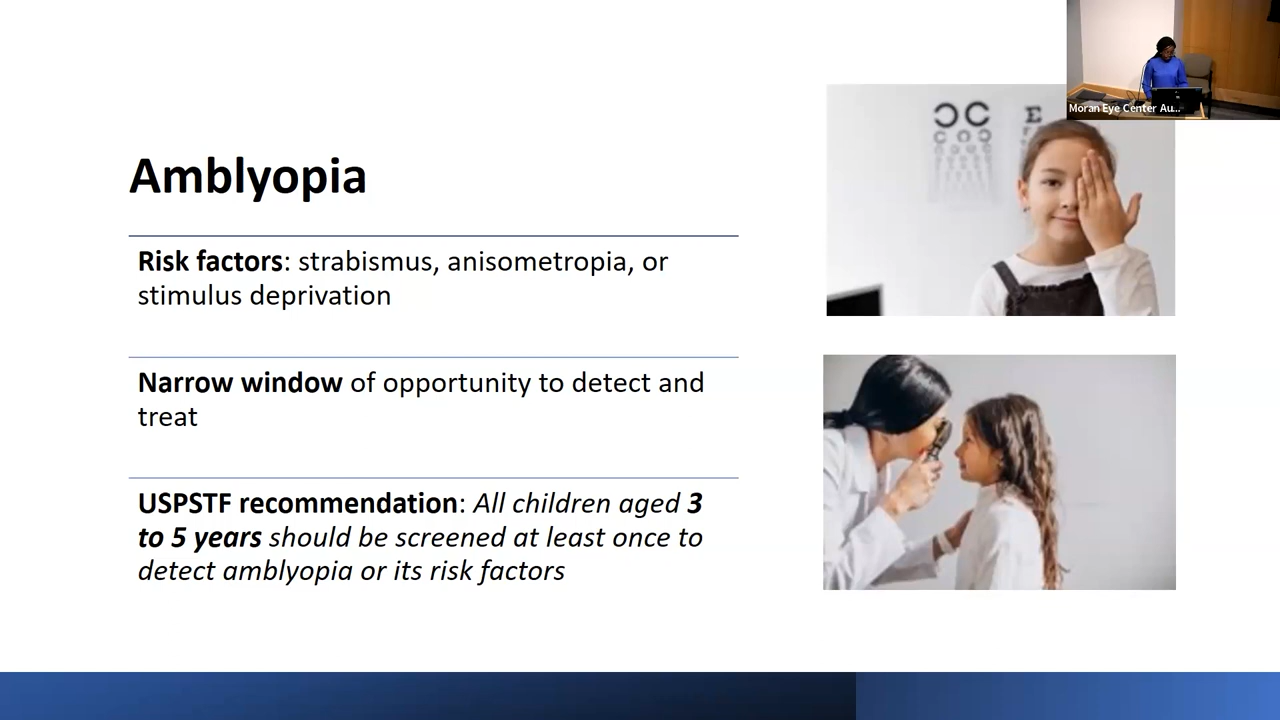 Moran Eye Center Au...
Amblyopia
Risk factors: strabismus, anisometropia, or
stimulus deprivation
Narrow window of opportunity to detect and
treat
USPSTF recommendation: All children aged 3
to 5 years should be screened at least once to
detect amblyopia or its risk factors
E